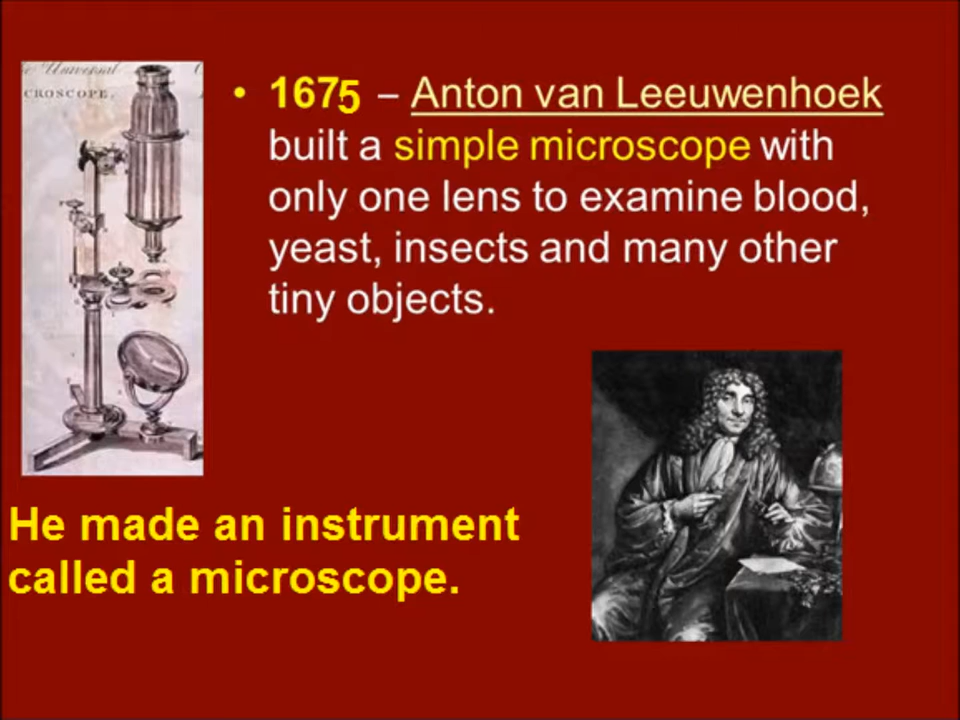 e Universal
CROSCOPE.
• 1675 – Anton van Leeuwenhoek
built a simple microscope with
only one lens to examine blood,
yeast, insects and many other
tiny objects.
He made an instrument
called a microscope.